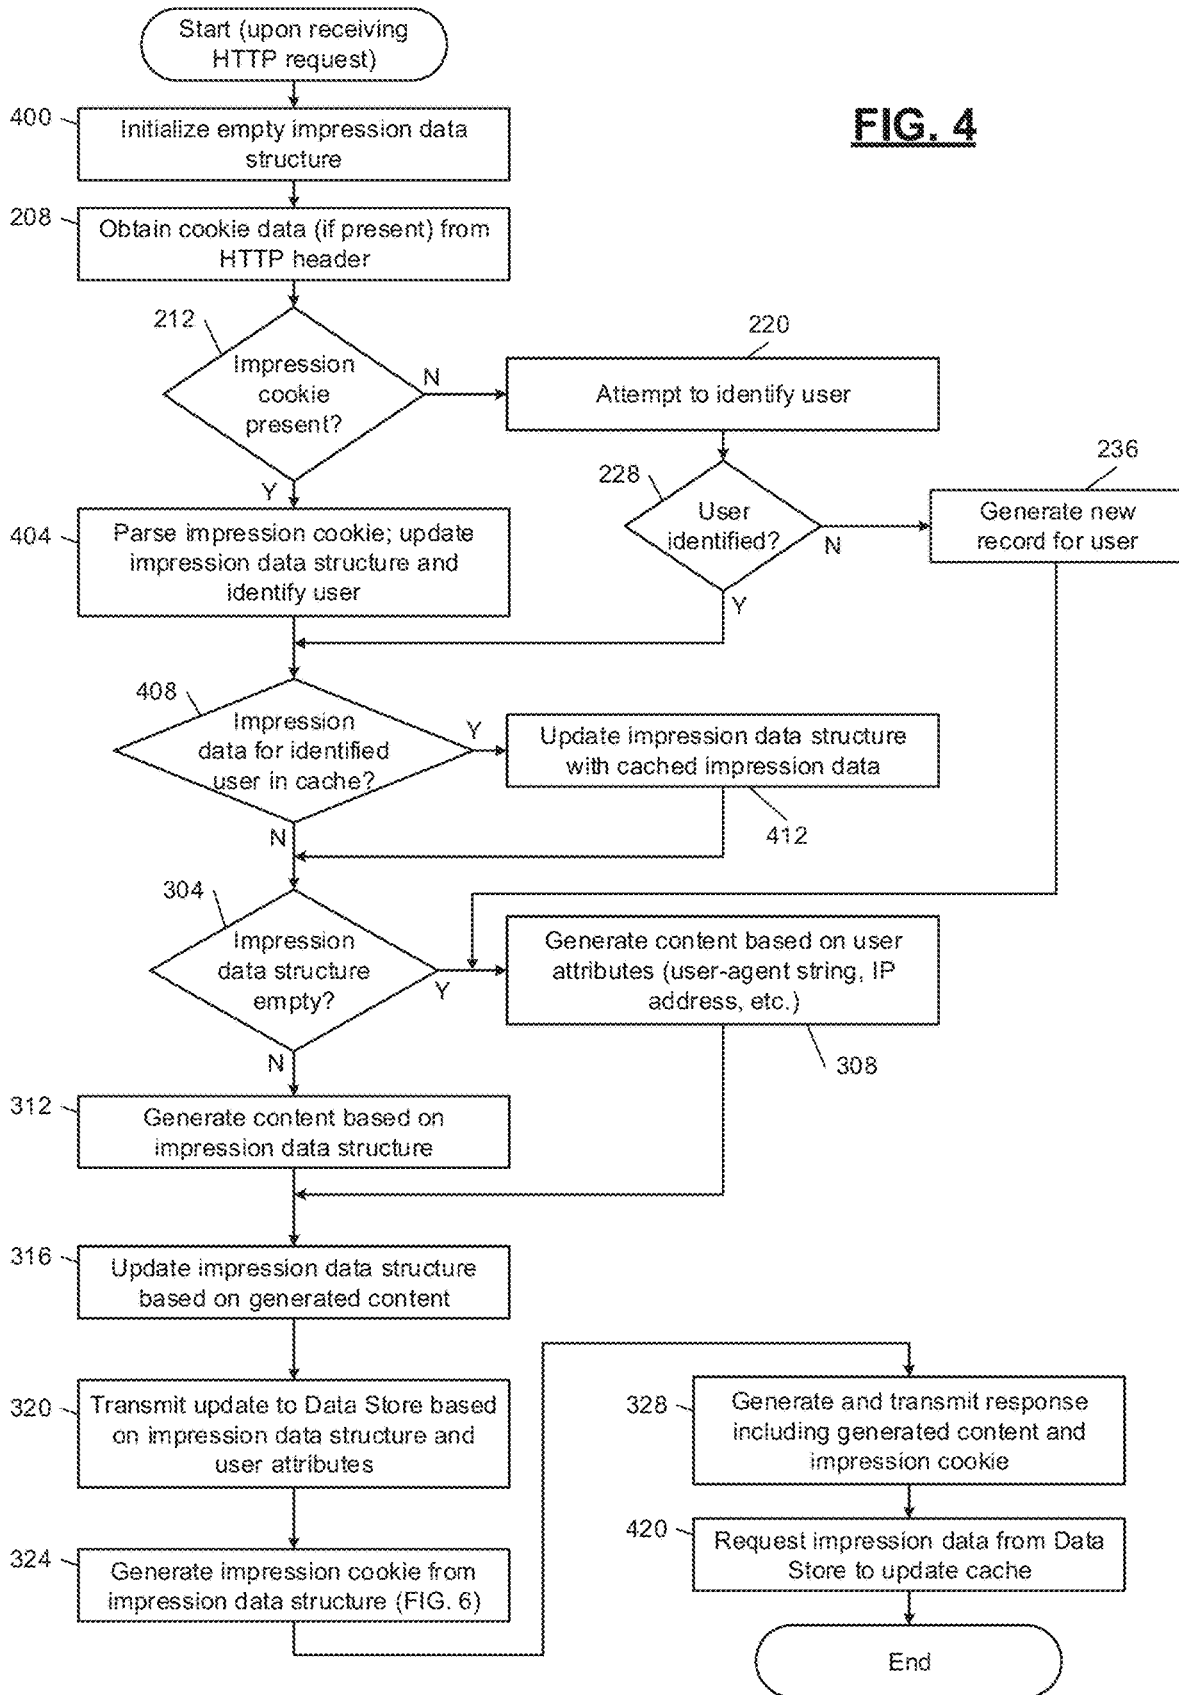 Start (upon receiving
HTTP request)
FIG. 4
400
Initialize empty impression data
structure
208
Obtain cookie data (if present) from
HTTP header
212
Impression
cookie
present?
N
Y
220
Attempt to identify user
228
User
identified?
N
Y
236
Generate new
record for user
404
Parse impression cookie; update
impression data structure and
identify user
408
Impression
data for identified
user in cache?
Y
N
Update impression data structure
with cached impression data
412
304
Impression
data structure
empty?
Y
N
Generate content based on user
attributes (user-agent string, IP
address, etc.)
308
312
Generate content based on
impression data structure
316
Update impression data structure
based on generated content
320
Transmit update to Data Store based
on impression data structure and
user attributes
324
Generate impression cookie from
impression data structure (FIG. 6)
328
Generate and transmit response
including generated content and
impression cookie
420
Request impression data from Data
Store to update cache
End